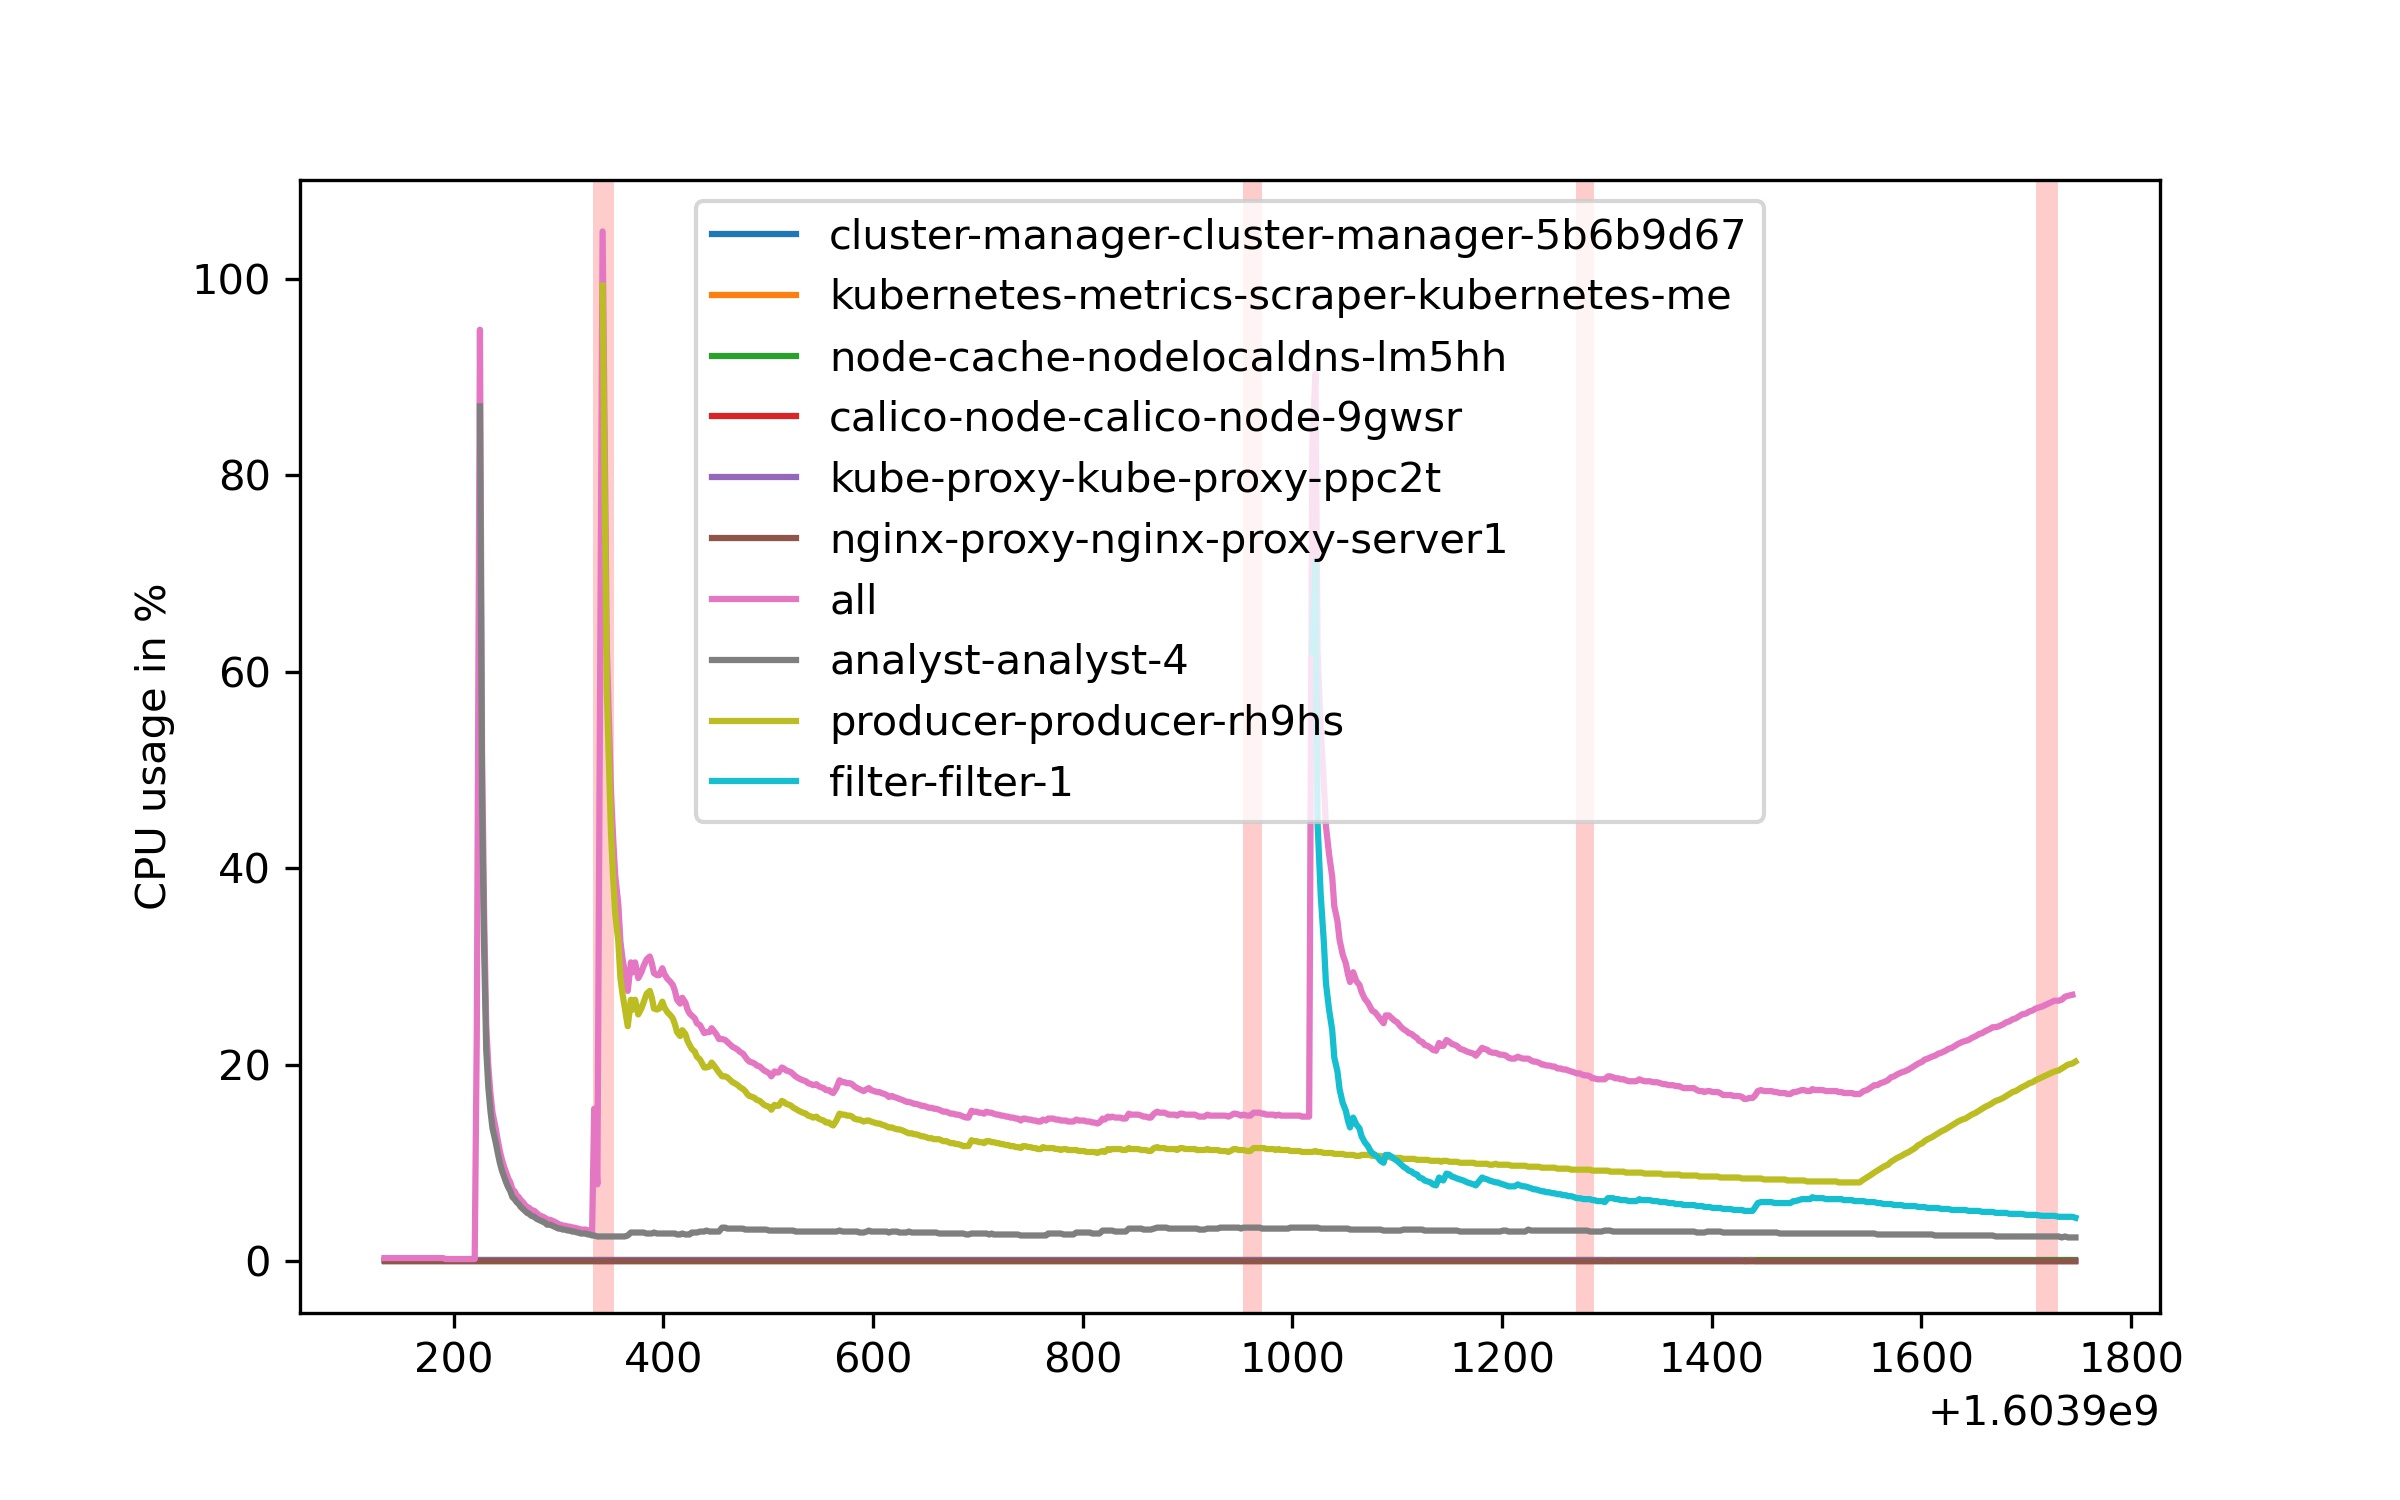 cluster-manager-cluster-manager-5b6b9d67
kubernetes-metrics-scraper-kubernetes-me
node-cache-nodelocaldns-lm5hh
calico-node-calico-node-9gwsr
kube-proxy-kube-proxy-ppc2t
nginx-proxy-nginx-proxy-server1
all
analyst-analyst-4
producer-producer-rh9hs
filter-filter-1
CPU usage in %
100
80
60
40
20
0
200 400 600 800 1000 1200 1400 1600 1800
+1.6039e9